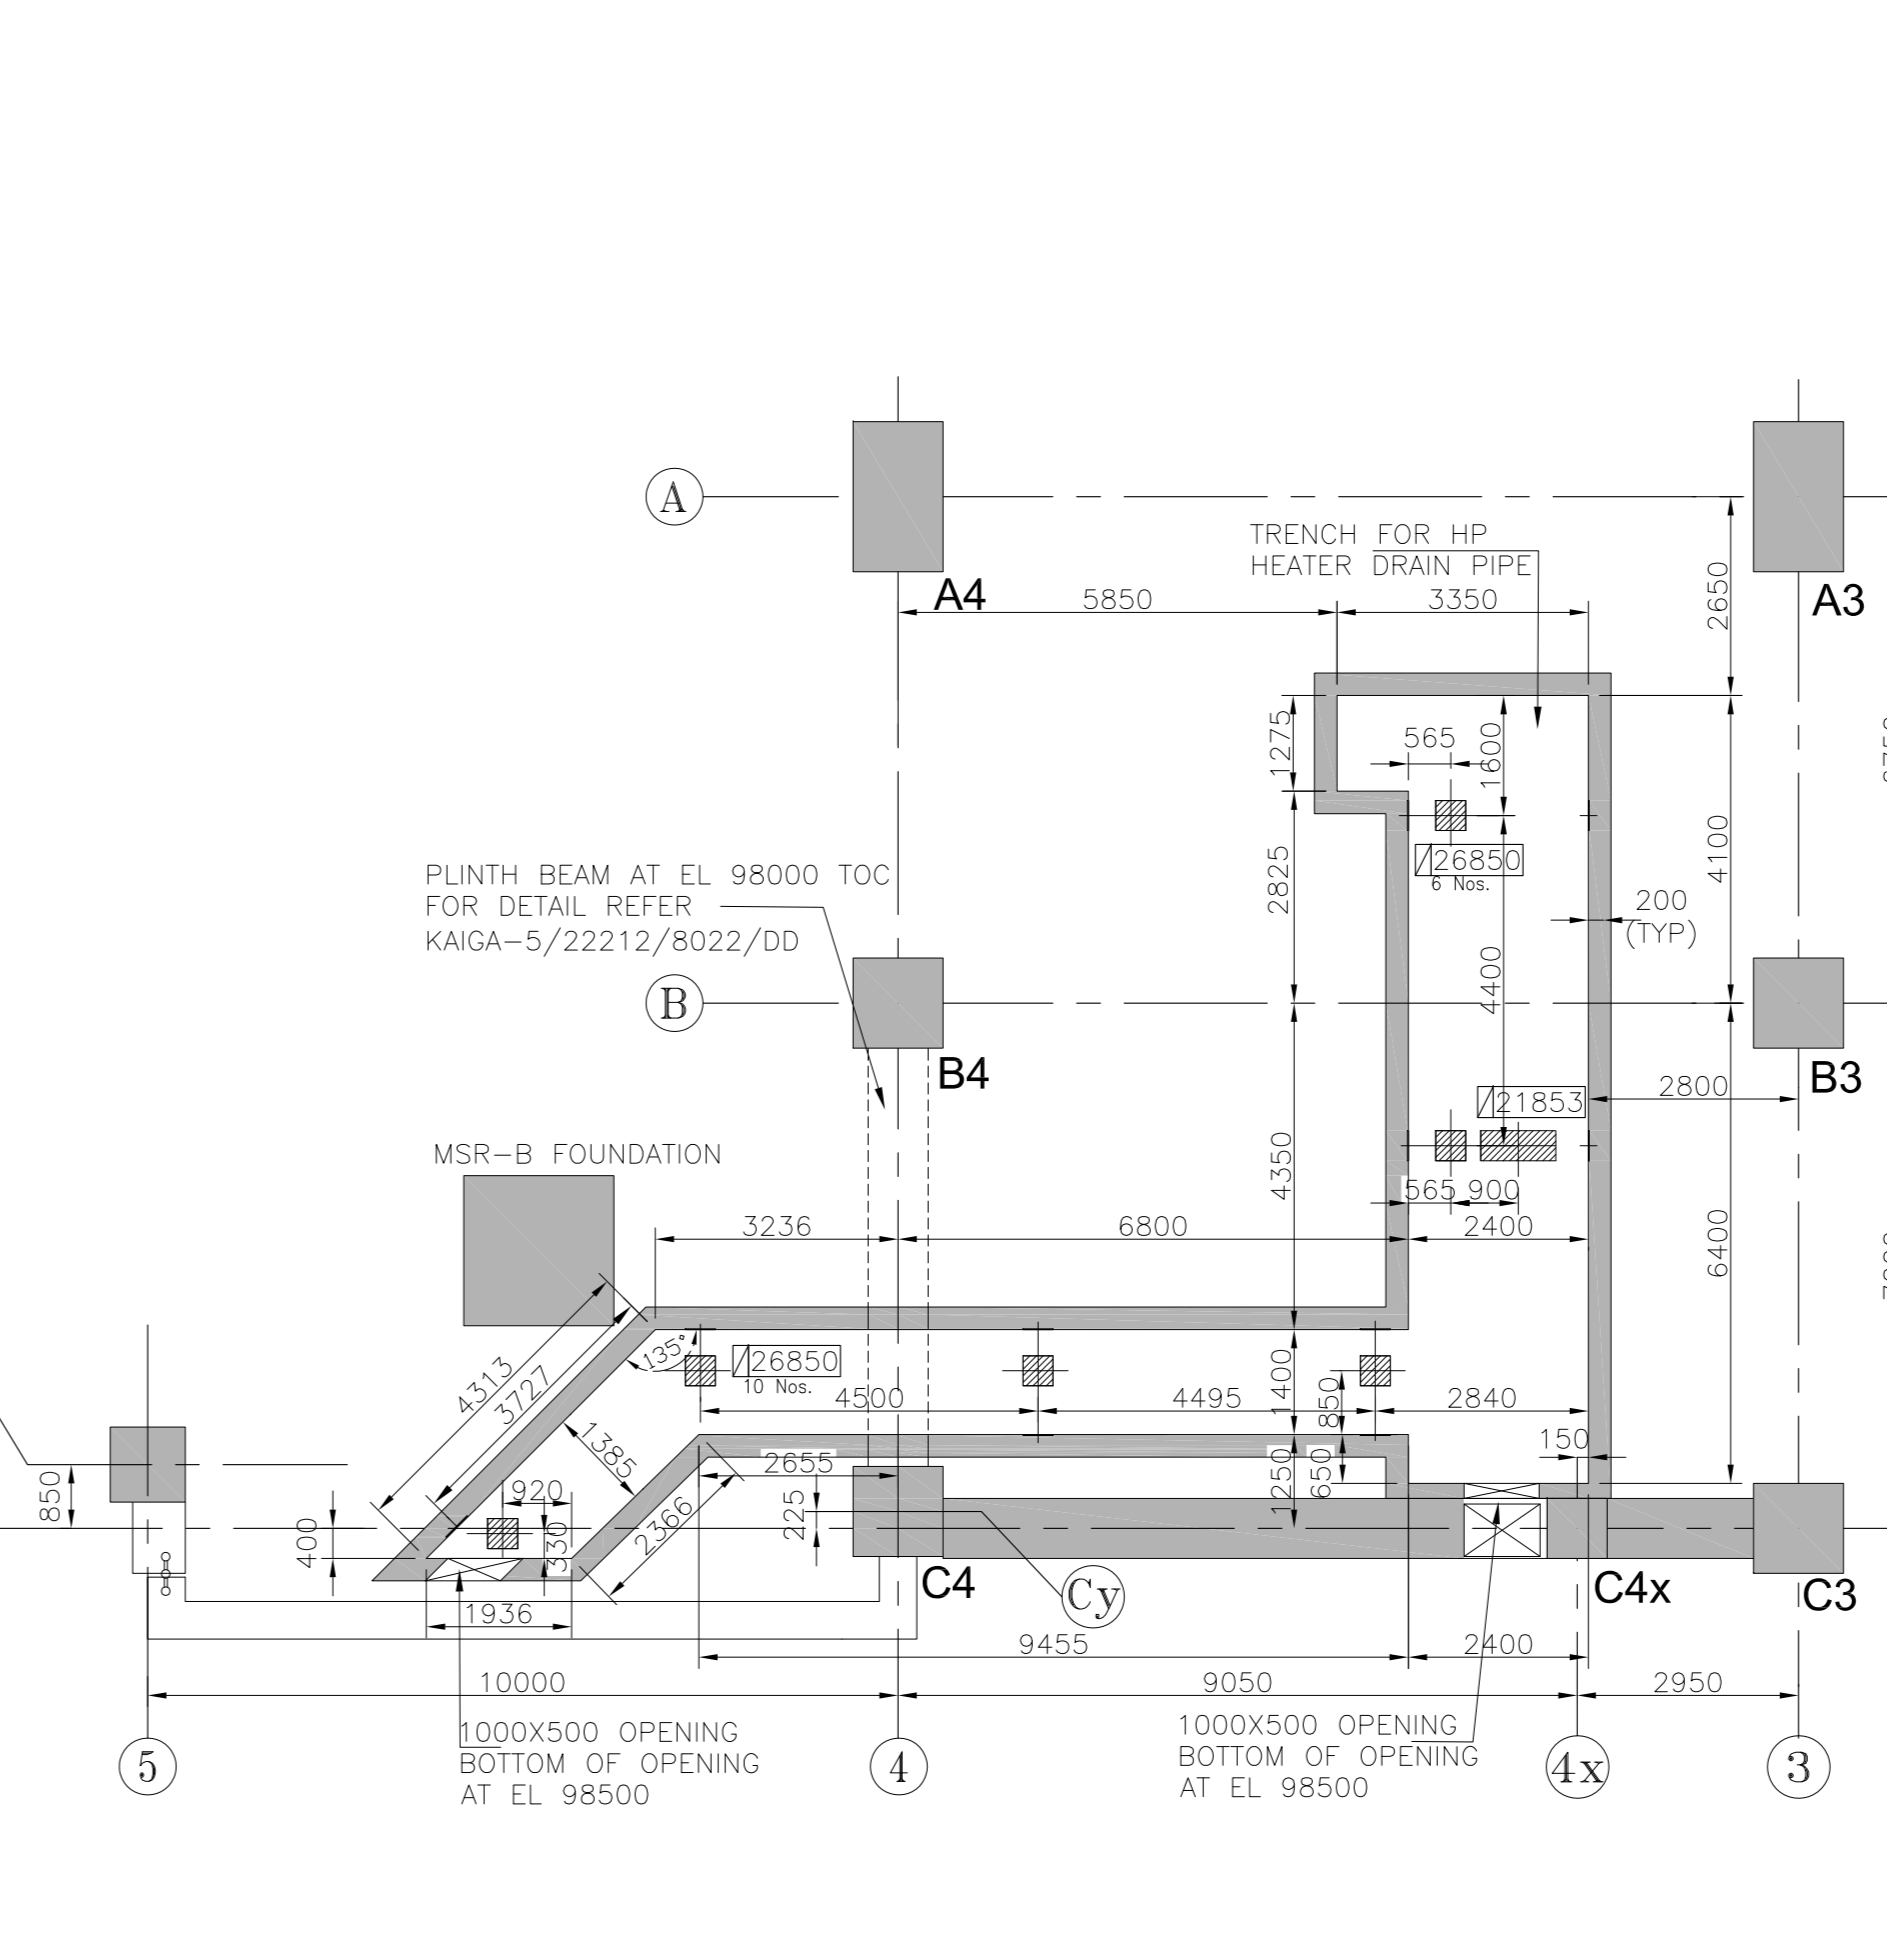 A
TRENCH FOR HP
HEATER DRAIN PIPE
A4
A3
5850
3350
2650
1275
565
1600
26850
6 Nos.
2825
4100
200
(TYP)
PLINTH BEAM AT EL 98000 TOC
FOR DETAIL REFER
KAIGA-5/22212/8022/DD
4400
B
B4
B3
2800
21853
MSR-B FOUNDATION
4350
565
900
3236
6800
2400
6400
135°
26850
10 Nos.
4313
3727
4500
4495
1400
850
2840
1385
150
2655
1250
650
850
920
225
2366
400
330
C4
Cy
C4x
C3
1936
9455
2400
10000
9050
2950
1000X500 OPENING
BOTTOM OF OPENING
AT EL 98500
1000X500 OPENING
BOTTOM OF OPENING
AT EL 98500
5
4
4x
3